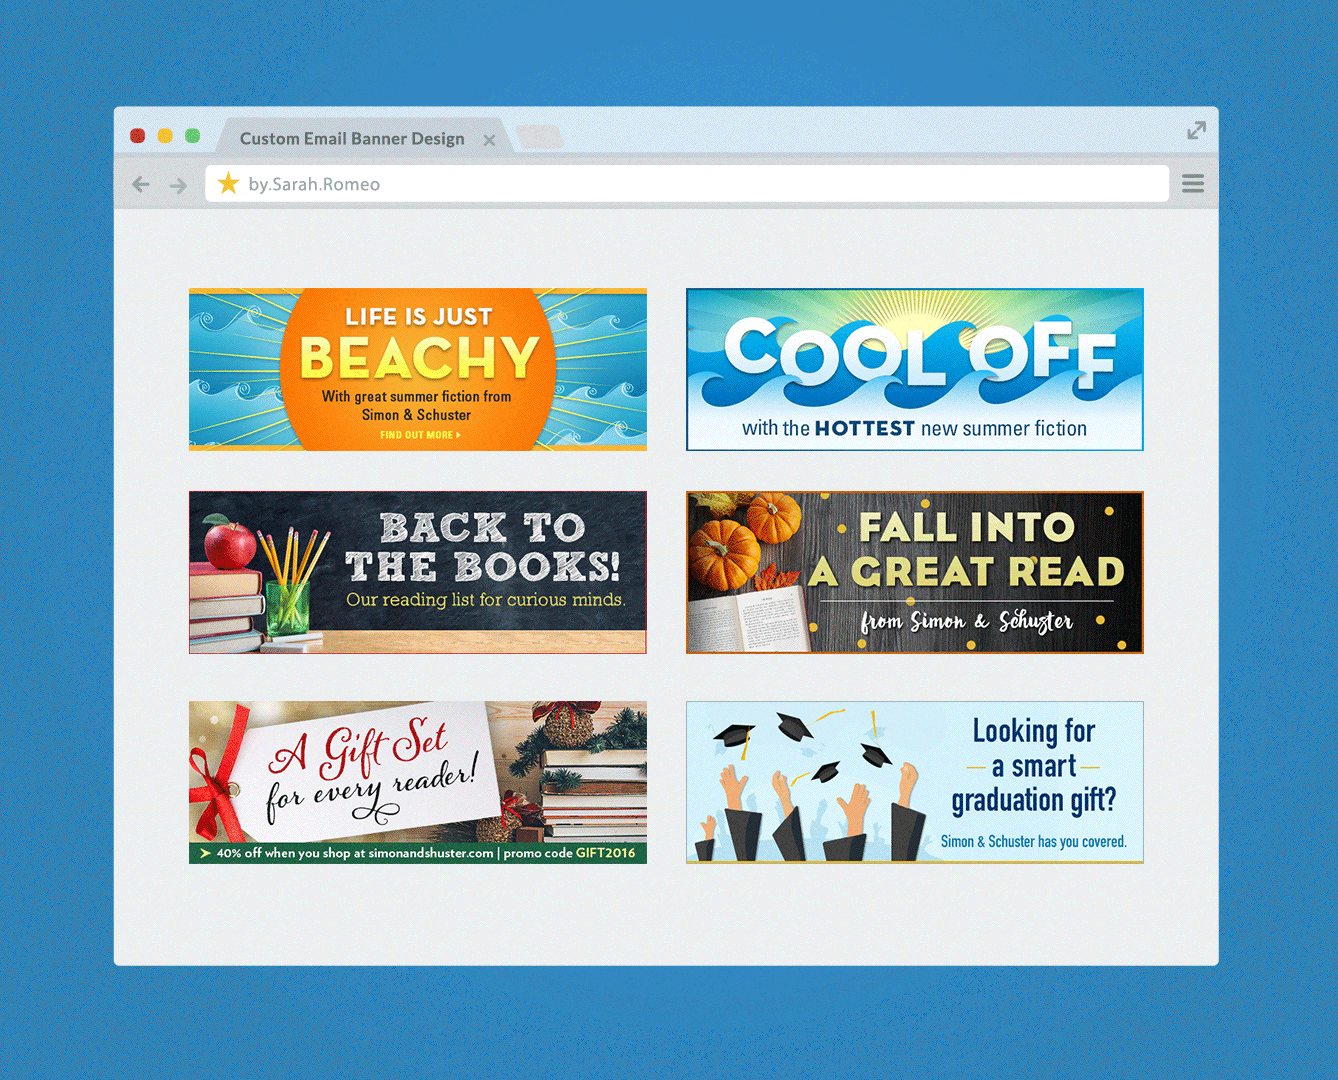 Custom Email Banner Design
by.Sarah.Romeo
LIFE IS JUST
BEACHY
With great summer fiction from
Simon & Schuster
FIND OUT MORE
COOL OFF
with the HOTTEST new summer fiction
BACK TO
THE BOOKS!
Our reading list for curious minds.
FALL INTO
A GREAT READ
from Simon & Schuster
A Gift Set
for every reader!
40% off when you shop at simonandshuster.com | promo code GIFT2016
Looking for
a smart
graduation gift?
Simon & Schuster has you covered.